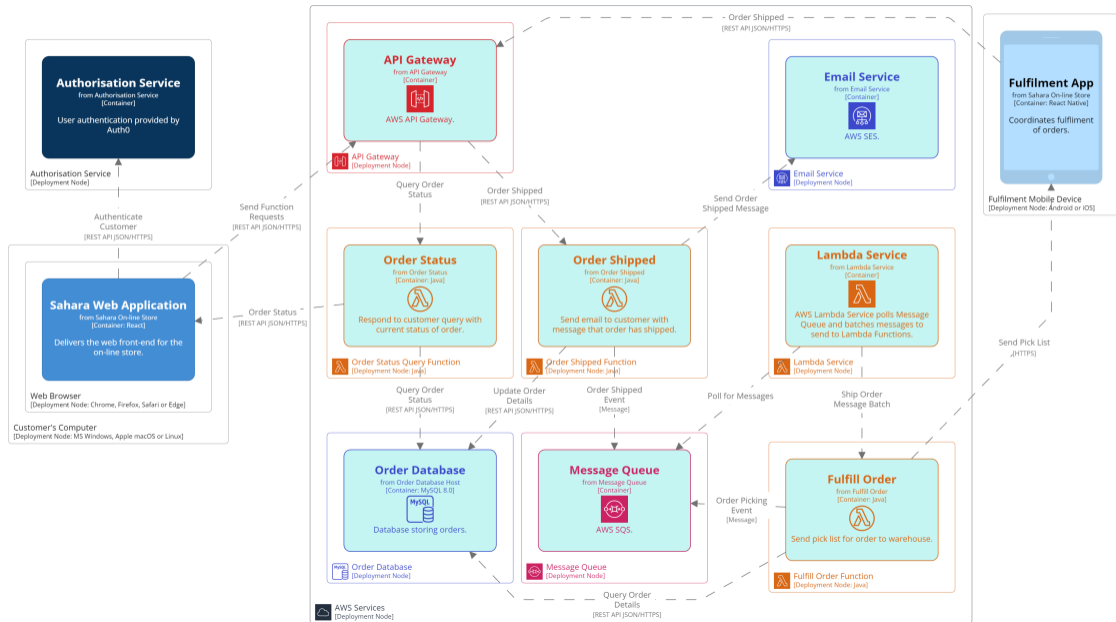 Authorisation Service
from Authorisation Service
[Container]
User authentication provided by
Auth0
Authorisation Service
[Deployment Node]
Authenticate
Customer
[REST API JSON/HTTPS]
Sahara Web Application
from Sahara On-line Store
[Container: React]
Delivers the web front-end for the
on-line store.
Web Browser
[Deployment Node: Chrome, Firefox, Safari or Edge]
Customer's Computer
[Deployment Node: MS Windows, Apple macOS or Linux]
Send Function
Requests
[REST API JSON/HTTPS]
Order Status
[REST API JSON/HTTPS]
API Gateway
from API Gateway
[Container]
AWS API Gateway.
API Gateway
[Deployment Node]
Order Shipped
[REST API JSON/HTTPS]
Query Order
Status
[REST API JSON/HTTPS]
Order Shipped
[REST API JSON/HTTPS]
Send Order
Shipped Message
Email Service
from Email Service
[Container]
AWS SES.
Email Service
[Deployment Node]
Fulfilment App
from Sahara On-line Store
[Container: React Native]
Coordinates fulfliment
of orders.
Fulfilment Mobile Device
[Deployment Node: Android or iOS]
Order Status
from Order Status
[Container: Java]
Respond to customer query with
current status of order.
Order Status Query Function
[Deployment Node: Java]
Order Shipped
from Order Shipped
[Container: Java]
Send email to customer with
message that order has shipped.
Order Shipped Function
[Deployment Node: Java]
Lambda Service
from Lambda Service
[Container]
AWS Lambda Service polls Message
Queue and batches messages to
send to Lambda Functions.
Lambda Service
[Deployment Node]
Send Pick List
[HTTPS]
Query Order
Status
[REST API JSON/HTTPS]
Update Order
Details
[REST API JSON/HTTPS]
Order Shipped
Event
[Message]
Poll for Messages
Ship Order
Message Batch
Order Database
from Order Database Host
[Container: MySQL 8.0]
MySQL
Database storing orders.
MySQL
Order Database
[Deployment Node]
Message Queue
from Message Queue
[Container]
AWS SQS.
Message Queue
[Deployment Node]
Order Picking
Event
[Message]
Fulfill Order
from Fulfill Order
[Container: Java]
Send pick list for order to warehouse.
Fulfill Order Function
[Deployment Node: Java]
Query Order
Details
[REST API JSON/HTTPS]
AWS Services
[Deployment Node]